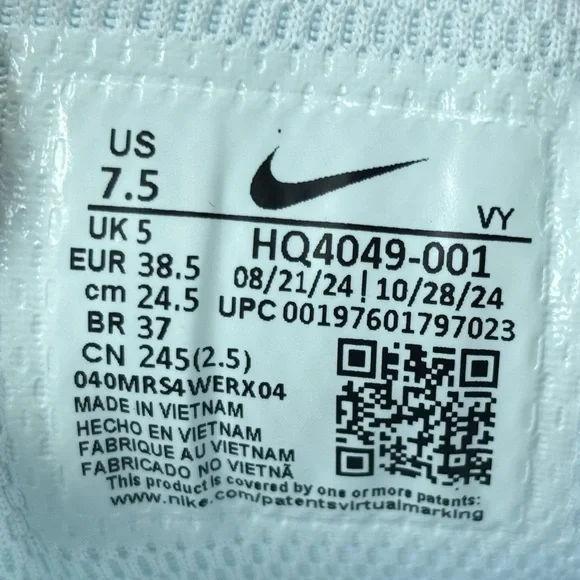 US
7.5
VY
UK 5
HQ4049-001
EUR 38.5
08/21/24 | 10/28/24
cm 24.5
UPC 00197601797023
BR 37
CN 245(2.5)
040MRS4WERX04
MADE IN VIETNAM
HECHO EN VIETNAM
FABRIQUE AU VIETNAM
FABRICADO NO VIETNÃ
This product is covered by one or more patents:
www.nike.com/patentsvirtualmarking